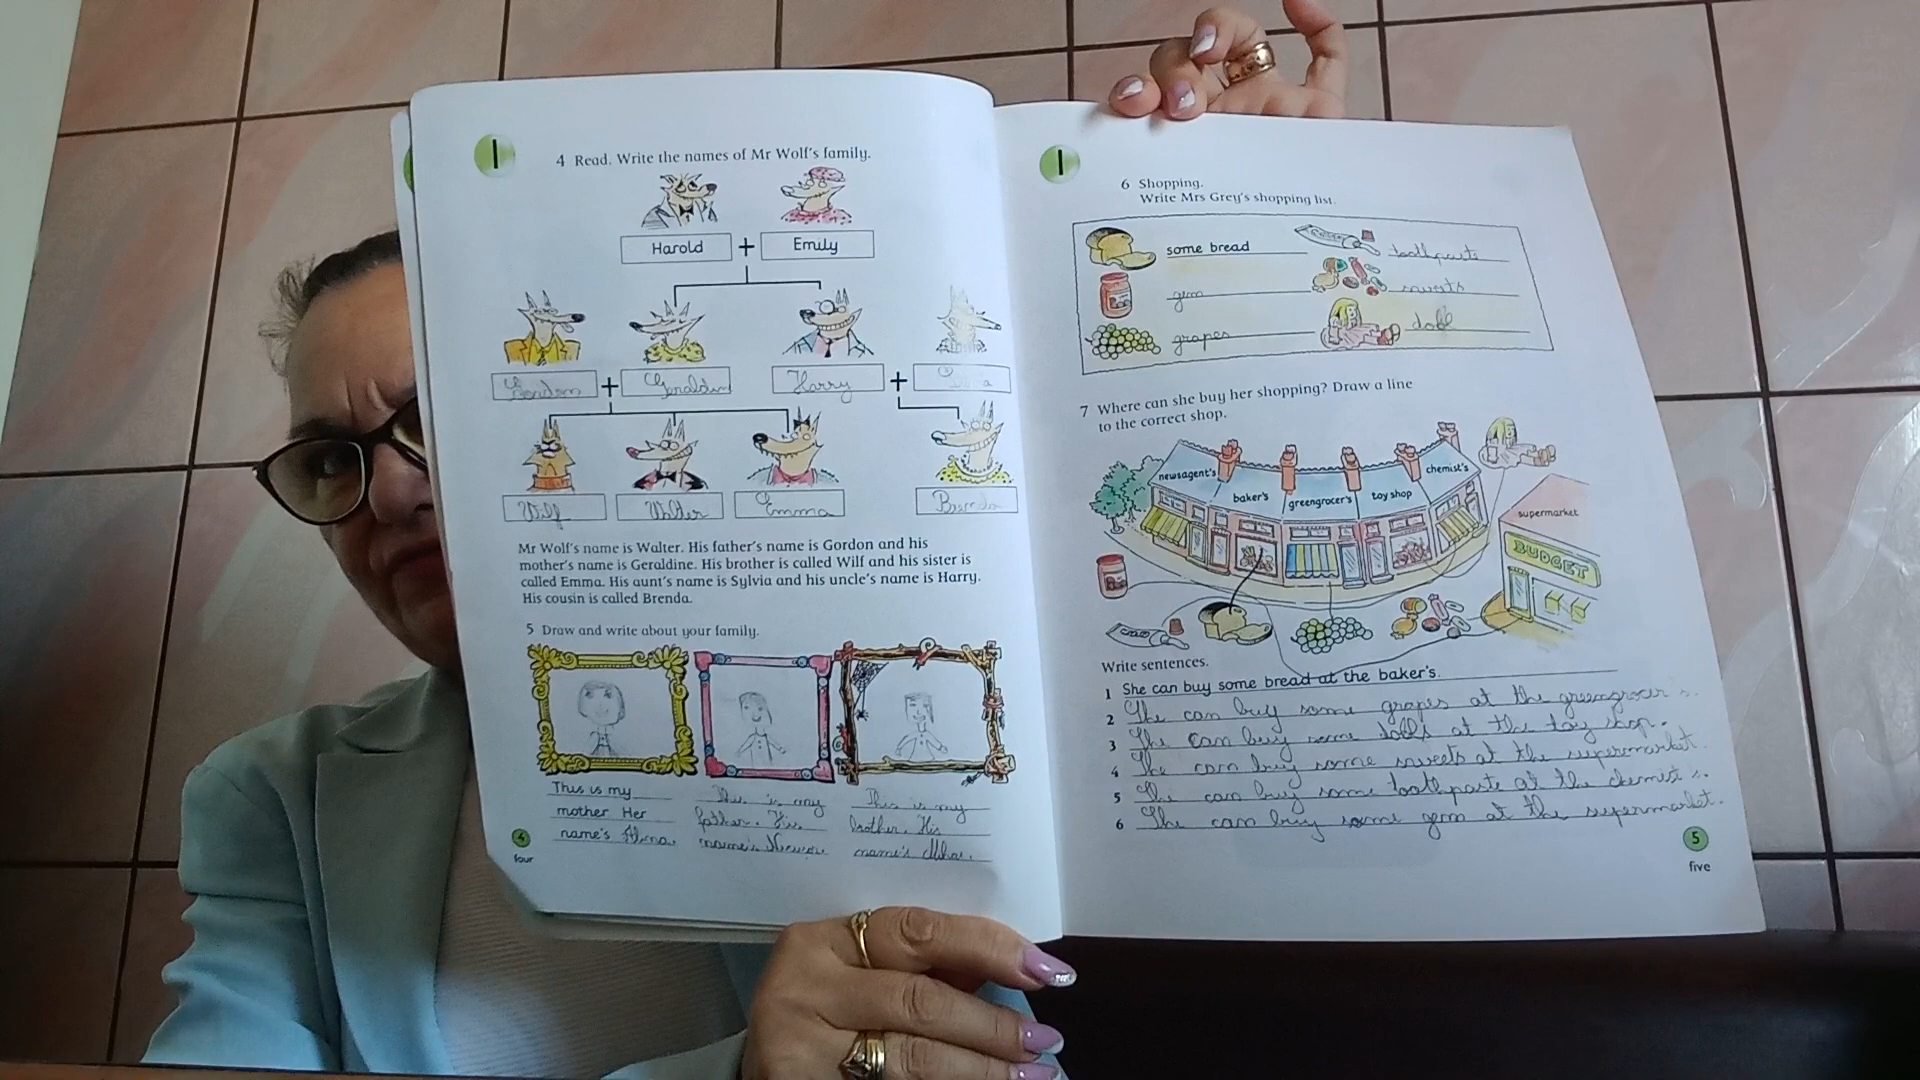 1
4 Read. Write the names of Mr Wolf's family.
Harold + Emily
Gordon + Geraldin
Harry +
Wilf
Walter
Emma
Brenda
Mr Wolf's name is Walter. His father's name is Gordon and his
mother's name is Geraldine. His brother is called Wilf and his sister is
called Emma. His aunt's name is Sylvia and his uncle's name is Harry.
His cousin is called Brenda.
5 Draw and write about your family.
This is my
mother Her
name's
This is my
father. His
name's
This is my
brother. His
name's Mihai.
4
four
1
6 Shopping.
Write Mrs Grey's shopping list.
some bread
toothpaste
gem
sweets
grapes
doll
7 Where can she buy her shopping? Draw a line
to the correct shop.
newsagent's
baker's
greengrocer's
toy shop
chemist's
supermarket
BUDGET
Write sentences.
1 She can buy some bread at the baker's.
2 She can buy some grapes at the greengrocer s.
3 She can buy some dolls at the toy shop.
4 She can buy some sweets at the supermarket.
5 She can buy some toothpaste at the chemist s.
6 She can buy some gem at the supermarket.
5
five